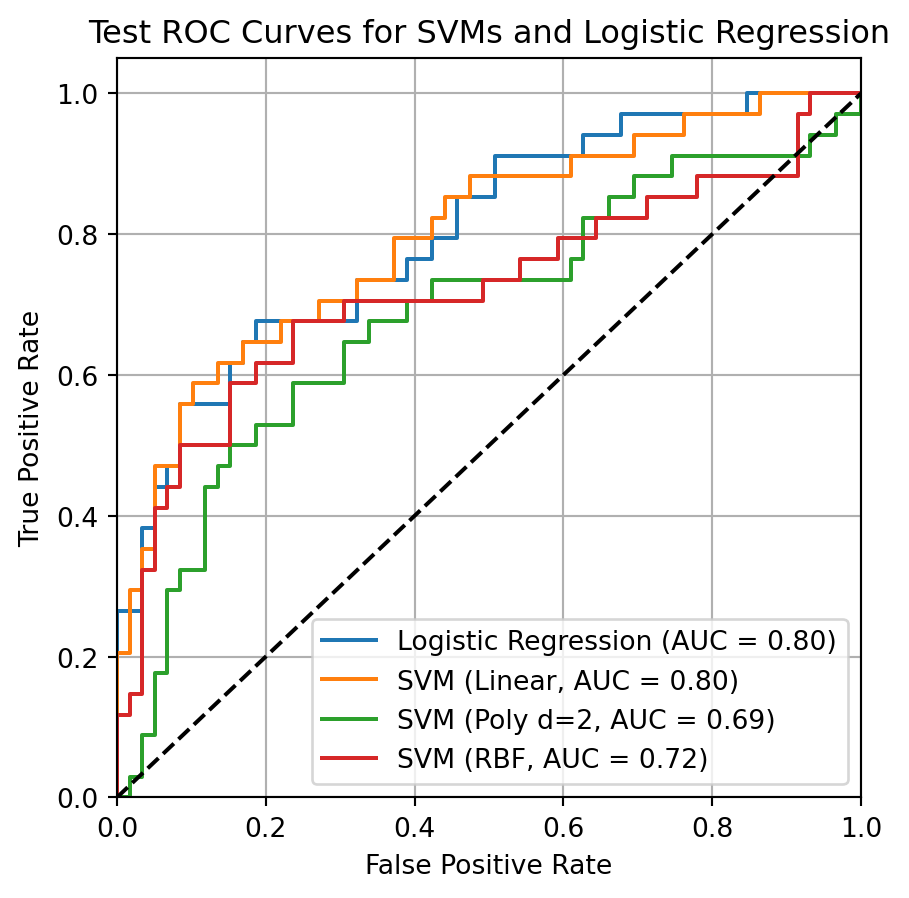 Test ROC Curves for SVMs and Logistic Regression
1.0
0.8
0.6
0.4
0.2
0.0
True Positive Rate
Logistic Regression (AUC = 0.80)
SVM (Linear, AUC = 0.80)
SVM (Poly d=2, AUC = 0.69)
SVM (RBF, AUC = 0.72)
0.0 0.2 0.4 0.6 0.8 1.0
False Positive Rate